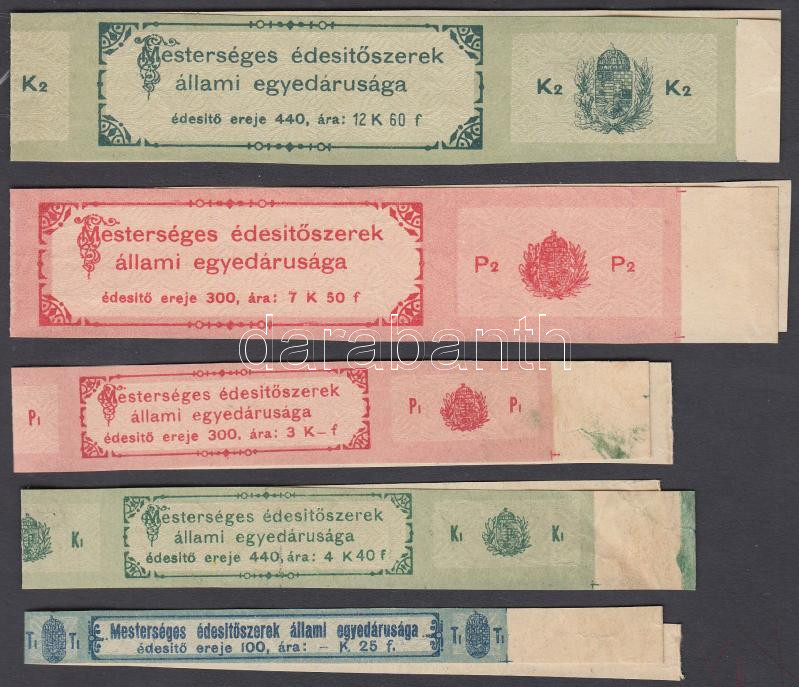 K2
Mesterséges édesitőszerek
állami egyedárusága
édesitő ereje 440, ára: 12 K 60 f
K2 K2
Mesterséges édesitőszerek
állami egyedárusága
édesitő ereje 300, ára: 7 K 50 f
P2 P2
darabanth
P1
Mesterséges édesitőszerek
állami egyedárusága
édesitő ereje 300, ára: 3 K – f
P1 P1
K1
Mesterséges édesitőszerek
állami egyedárusága
édesitő ereje 440, ára: 4 K 40 f
K1 K1
T1 T1
Mesterséges édesitőszerek állami egyedárusága
édesitő ereje 100, ára: – K 25 f.
T1 T1